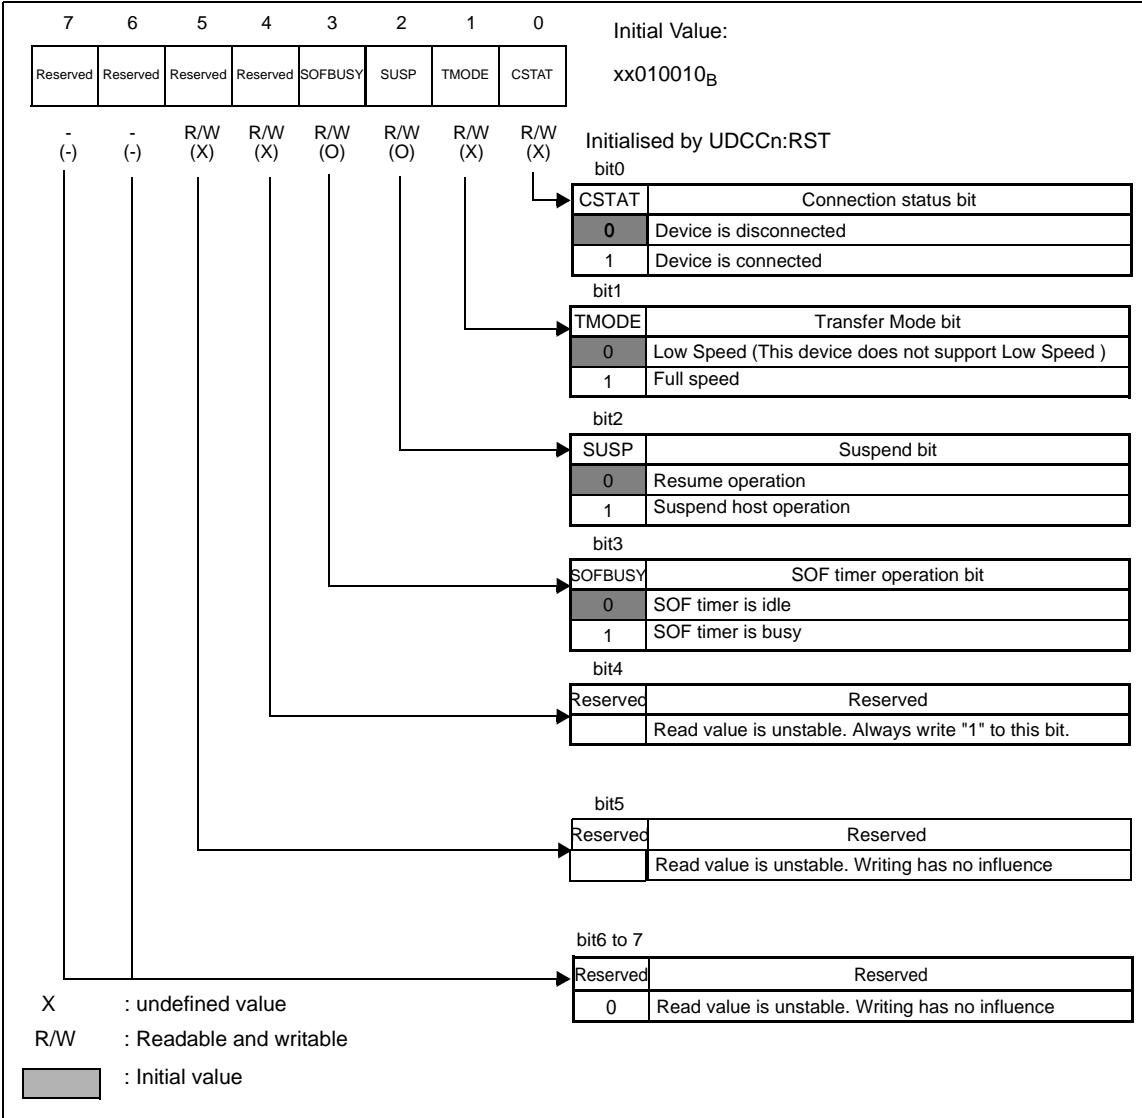 7 6 5 4 3 2 1 0
Initial Value:
Reserved Reserved Reserved Reserved SOFBUSY SUSP TMODE CSTAT
xx010010B
- - R/W R/W R/W R/W R/W R/W
(-) (-) (X) (X) (O) (O) (X) (X)
Initialised by UDCCn:RST
bit0
CSTAT Connection status bit
0 Device is disconnected
1 Device is connected
bit1
TMODE Transfer Mode bit
0 Low Speed (This device does not support Low Speed )
1 Full speed
bit2
SUSP Suspend bit
0 Resume operation
1 Suspend host operation
bit3
SOFBUSY SOF timer operation bit
0 SOF timer is idle
1 SOF timer is busy
bit4
Reserved Reserved
Read value is unstable. Always write "1" to this bit.
bit5
Reserved Reserved
Read value is unstable. Writing has no influence
bit6 to 7
Reserved Reserved
0 Read value is unstable. Writing has no influence
X : undefined value
R/W : Readable and writable
: Initial value